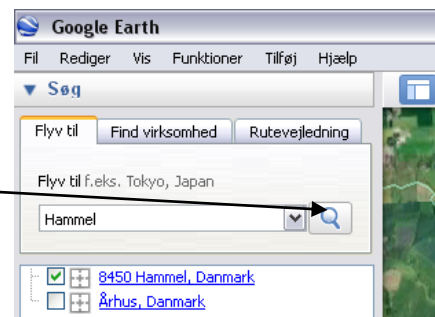 Google Earth
Fil Rediger Vis Funktioner Tilføj Hjælp
Søg
Flyv til Find virksomhed Rutevejledning
Flyv til f.eks. Tokyo, Japan
Hammel
8450 Hammel, Danmark
Århus, Danmark